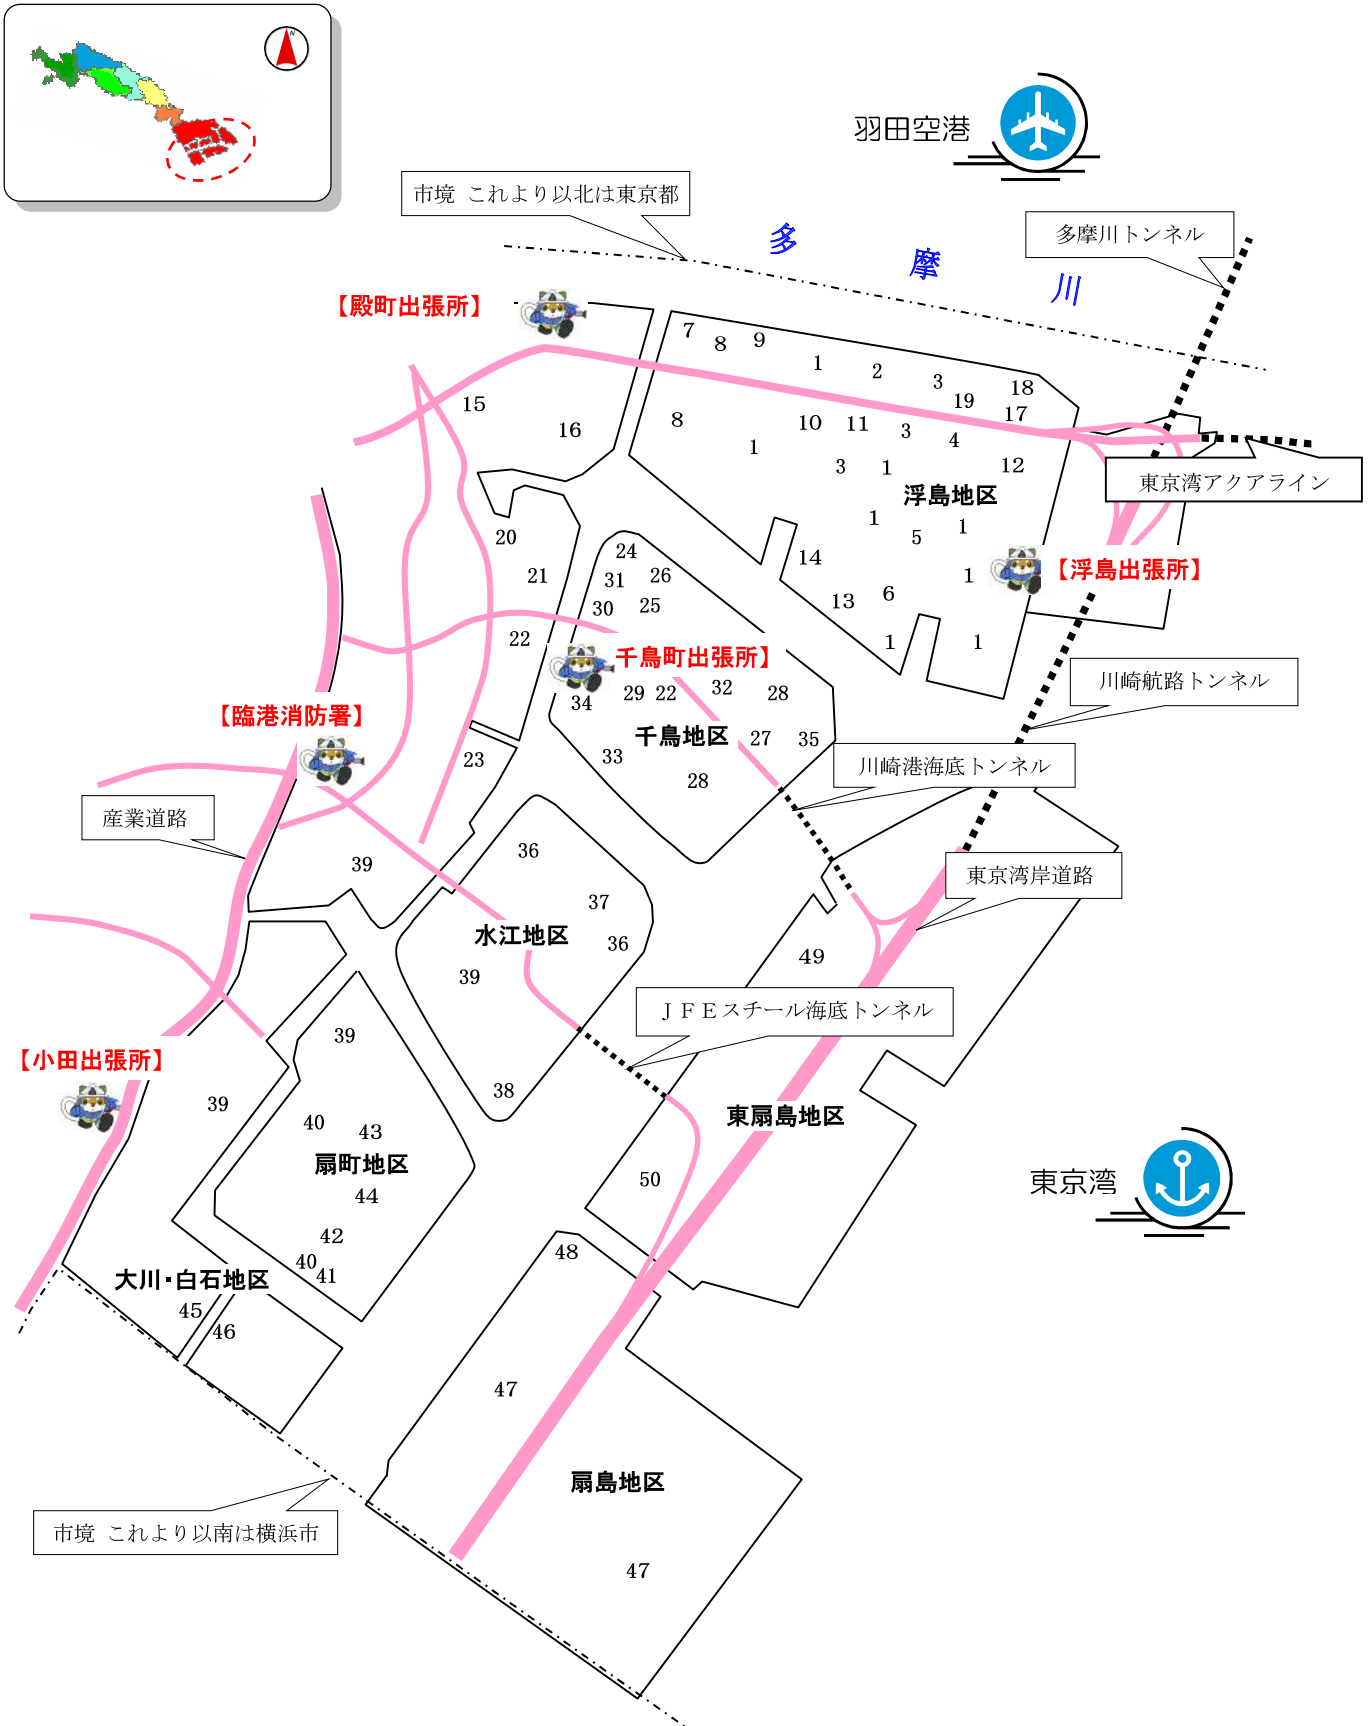 N
羽田空港
市境 これより以北は東京都
多摩川トンネル
多 摩 川
【殿町出張所】
7
8
9
1
2
3
18
19
17
15
16
8
1
10
11
3
4
3
1
12
東京湾アクアライン
浮島地区
1
5
1
20
21
22
24
31
26
30
25
14
13
6
1
1
1
【浮島出張所】
千鳥町出張所】
34
29
22
32
28
千鳥地区
27
35
33
28
川崎航路トンネル
川崎港海底トンネル
【臨港消防署】
23
産業道路
39
36
37
36
水江地区
39
38
東京湾岸道路
49
ＪＦＥスチール海底トンネル
【小田出張所】
39
39
40
43
扇町地区
44
42
40
41
東扇島地区
50
東京湾
大川・白石地区
45
46
48
47
扇島地区
47
市境 これより以南は横浜市